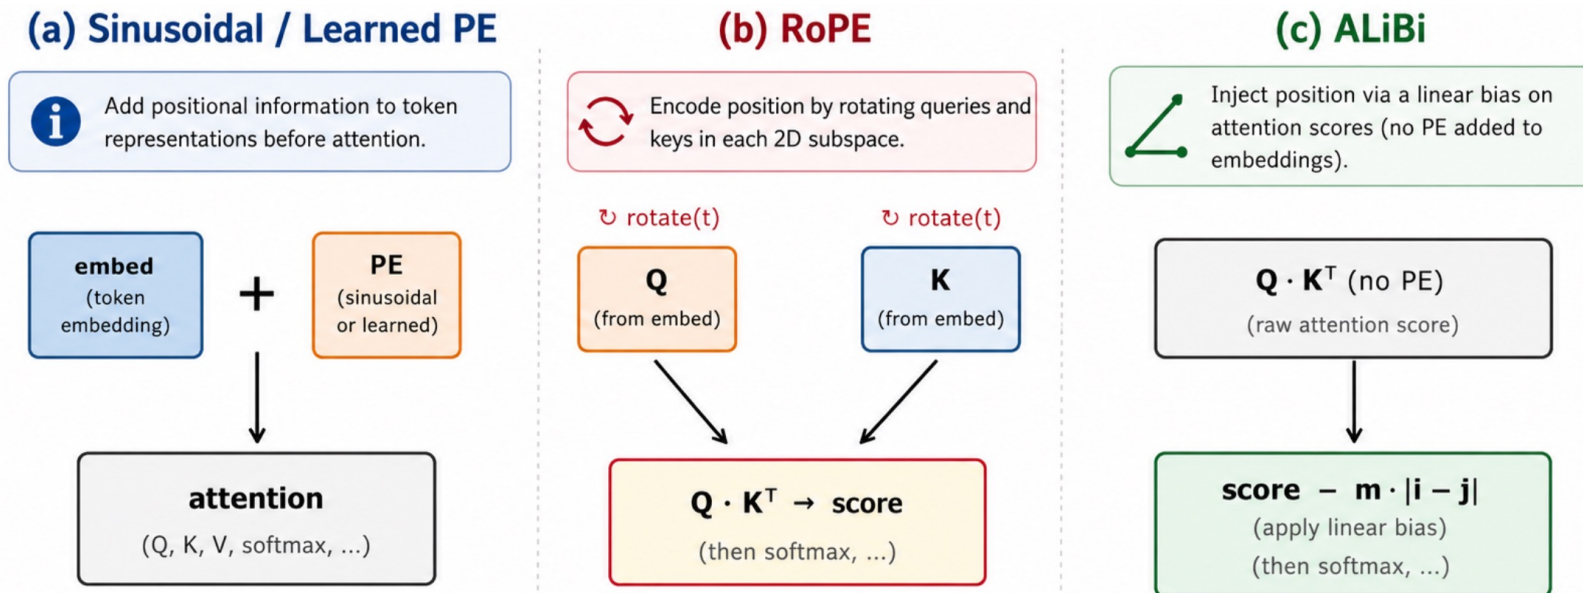 (a) Sinusoidal / Learned PE
i
Add positional information to token
representations before attention.
embed
(token
embedding)
+
PE
(sinusoidal
or learned)
attention
(Q, K, V, softmax, ...)
(b) RoPE
Encode position by rotating queries and
keys in each 2D subspace.
↻ rotate(t)
Q
(from embed)
↻ rotate(t)
K
(from embed)
Q · Kᵀ → score
(then softmax, ...)
(c) ALiBi
Inject position via a linear bias on
attention scores (no PE added to
embeddings).
Q · Kᵀ (no PE)
(raw attention score)
score − m · |i − j|
(apply linear bias)
(then softmax, ...)